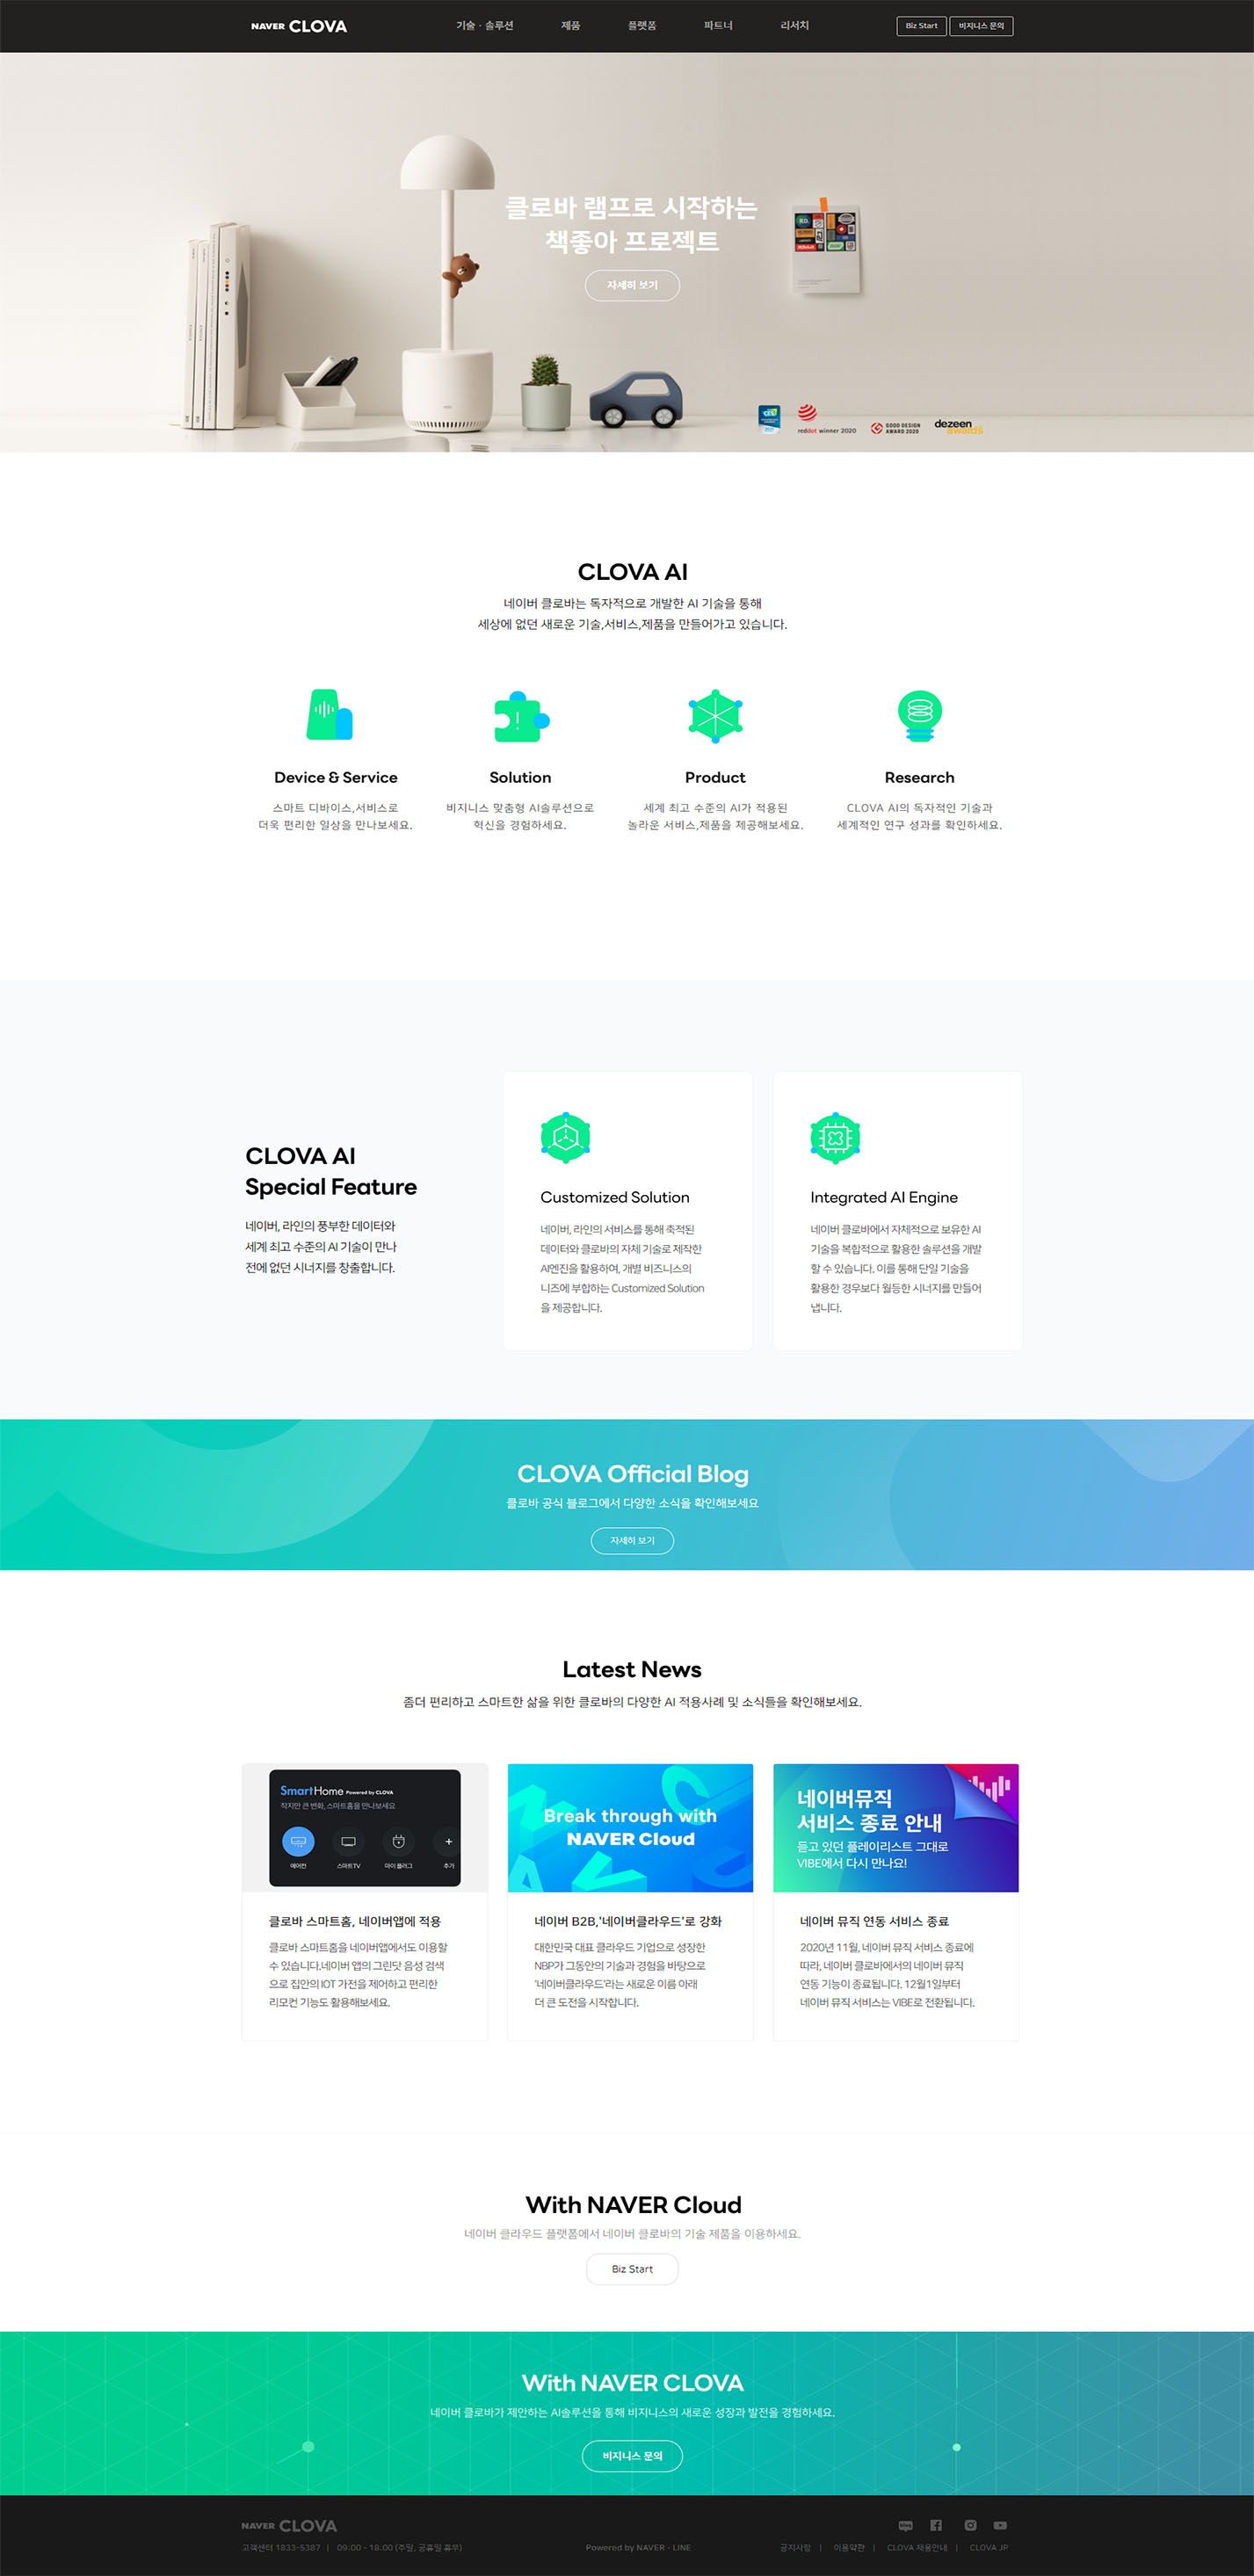 NAVER CLOVA
기술 · 솔루션
제품
플랫폼
파트너
리서치
Biz Start
비지니스 문의
클로바 램프로 시작하는
책좋아 프로젝트
자세히 보기
reddot winner 2020
GOOD DESIGN
AWARD 2020
dezeen
awards
CLOVA AI
네이버 클로바는 독자적으로 개발한 AI 기술을 통해
세상에 없던 새로운 기술,서비스,제품을 만들어가고 있습니다.
Device & Service
스마트 디바이스,서비스로
더욱 편리한 일상을 만나보세요.
Solution
비지니스 맞춤형 AI솔루션으로
혁신을 경험하세요.
Product
세계 최고 수준의 AI가 적용된
놀라운 서비스,제품을 제공해보세요.
Research
CLOVA AI의 독자적인 기술과
세계적인 연구 성과를 확인하세요.
CLOVA AI
Special Feature
네이버, 라인의 풍부한 데이터와
세계 최고 수준의 AI 기술이 만나
전에 없던 시너지를 창출합니다.
Customized Solution
네이버, 라인의 서비스를 통해 축적된
데이터와 클로바의 자체 기술로 제작한
AI엔진을 활용하여, 개별 비즈니스의
니즈에 부합하는 Customized Solution
을 제공합니다.
Integrated AI Engine
네이버 클로바에서 자체적으로 보유한 AI
기술을 복합적으로 활용한 솔루션을 개발
할 수 있습니다. 이를 통해 단일 기술을
활용한 경우보다 월등한 시너지를 만들어
냅니다.
CLOVA Official Blog
클로바 공식 블로그에서 다양한 소식을 확인해보세요
자세히 보기
Latest News
좀더 편리하고 스마트한 삶을 위한 클로바의 다양한 AI 적용사례 및 소식들을 확인해보세요.
SmartHome Powered by CLOVA
작지만 큰 변화, 스마트홈을 만나보세요
에어컨
스마트TV
마이 플러그
추가
클로바 스마트홈, 네이버앱에 적용
클로바 스마트홈을 네이버앱에서도 이용할
수 있습니다.네이버 앱의 그린닷 음성 검색
으로 집안의 IOT 가전을 제어하고 편리한
리모컨 기능도 활용해보세요.
Break through with
NAVER Cloud
네이버 B2B,'네이버클라우드'로 강화
대한민국 대표 클라우드 기업으로 성장한
NBP가 그동안의 기술과 경험을 바탕으로
'네이버클라우드'라는 새로운 이름 아래
더 큰 도전을 시작합니다.
네이버뮤직
서비스 종료 안내
듣고 있던 플레이리스트 그대로
VIBE에서 다시 만나요!
네이버 뮤직 연동 서비스 종료
2020년 11월, 네이버 뮤직 서비스 종료에
따라, 네이버 클로바에서의 네이버 뮤직
연동 기능이 종료됩니다. 12월1일부터
네이버 뮤직 서비스는 VIBE로 전환됩니다.
With NAVER Cloud
네이버 클라우드 플랫폼에서 네이버 클로바의 기술 제품을 이용하세요.
Biz Start
With NAVER CLOVA
네이버 클로바가 제안하는 AI솔루션을 통해 비지니스의 새로운 성장과 발전을 경험하세요.
비지니스 문의
NAVER CLOVA
고객센터 1833-5387 | 09:00 - 18:00 (주말, 공휴일 휴무)
Powered by NAVER · LINE
공지사항 | 이용약관 | CLOVA 채용안내 | CLOVA JP